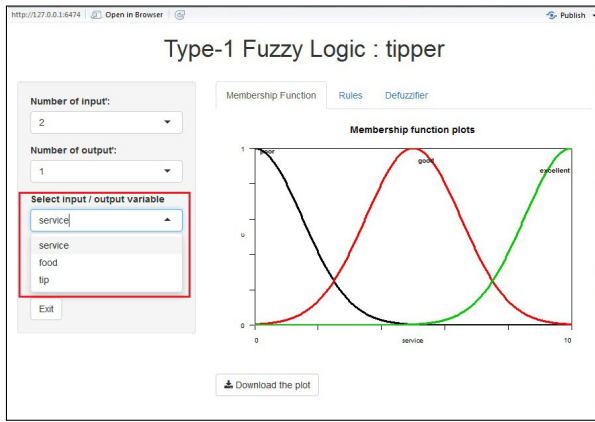 http://127.0.0.1:6474 Open in Browser Publish
Type-1 Fuzzy Logic : tipper
Number of input':
2
Number of output':
1
Select input / output variable
service
service
food
tip
Exit
Membership Function Rules Defuzzifier
Membership function plots
1
poor
good
excellent
c
0
0 service 10
Download the plot